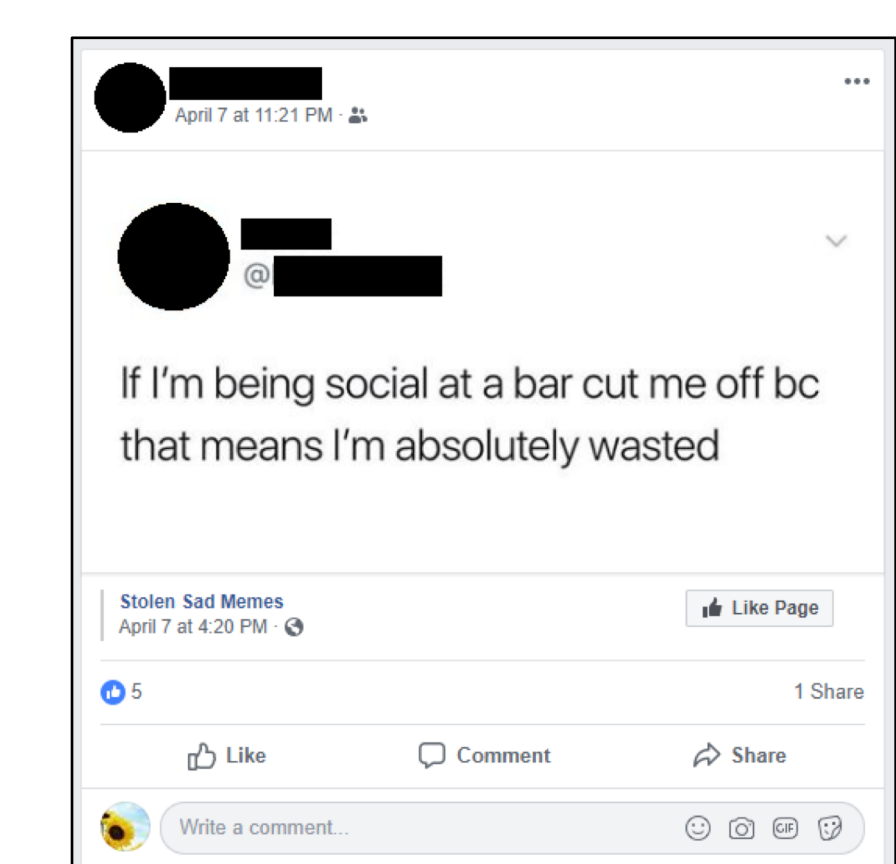 April 7 at 11:21 PM ·
@
If I'm being social at a bar cut me off bc
that means I'm absolutely wasted
Stolen Sad Memes
April 7 at 4:20 PM ·
Like Page
5
1 Share
Like
Comment
Share
Write a comment...
GIF